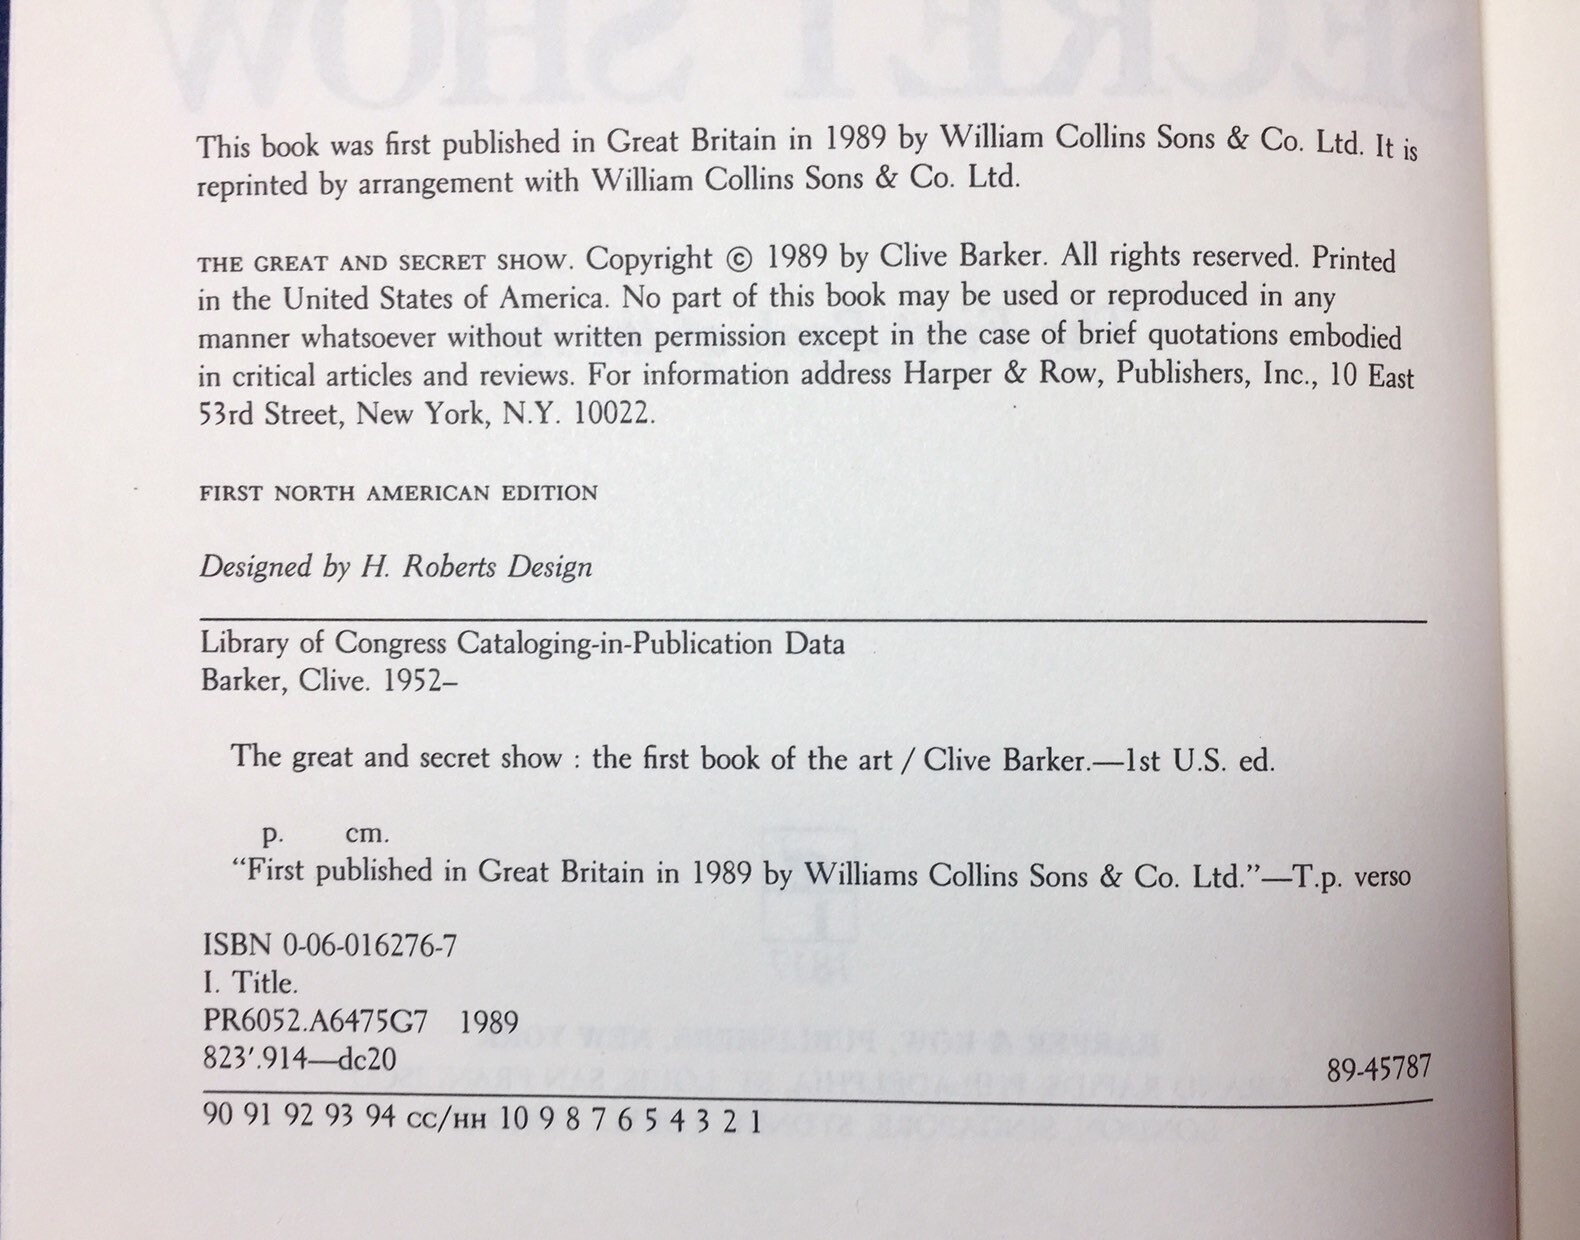 This book was first published in Great Britain in 1989 by William Collins Sons & Co. Ltd. It is
reprinted by arrangement with William Collins Sons & Co. Ltd.
THE GREAT AND SECRET SHOW. Copyright © 1989 by Clive Barker. All rights reserved. Printed
in the United States of America. No part of this book may be used or reproduced in any
manner whatsoever without written permission except in the case of brief quotations embodied
in critical articles and reviews. For information address Harper & Row, Publishers, Inc., 10 East
53rd Street, New York, N.Y. 10022.
FIRST NORTH AMERICAN EDITION
Designed by H. Roberts Design
Library of Congress Cataloging-in-Publication Data
Barker, Clive. 1952–
The great and secret show : the first book of the art / Clive Barker.—1st U.S. ed.
p. cm.
“First published in Great Britain in 1989 by Williams Collins Sons & Co. Ltd.”—T.p. verso
ISBN 0-06-016276-7
I. Title.
PR6052.A6475G7 1989
823′.914—dc20 89-45787
90 91 92 93 94 CC/HH 10 9 8 7 6 5 4 3 2 1